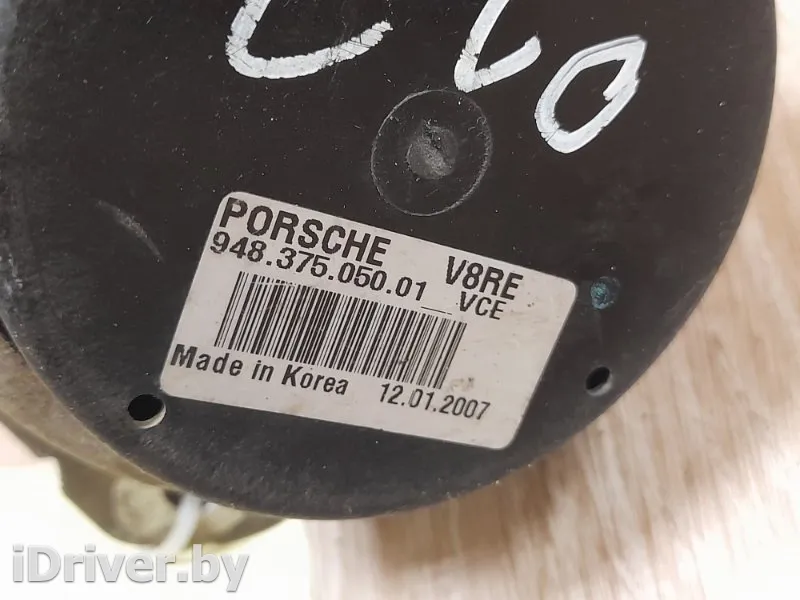 PORSCHE V8RE
948.375.050.01 VCE
Made in Korea 12.01.2007
iDriver.by